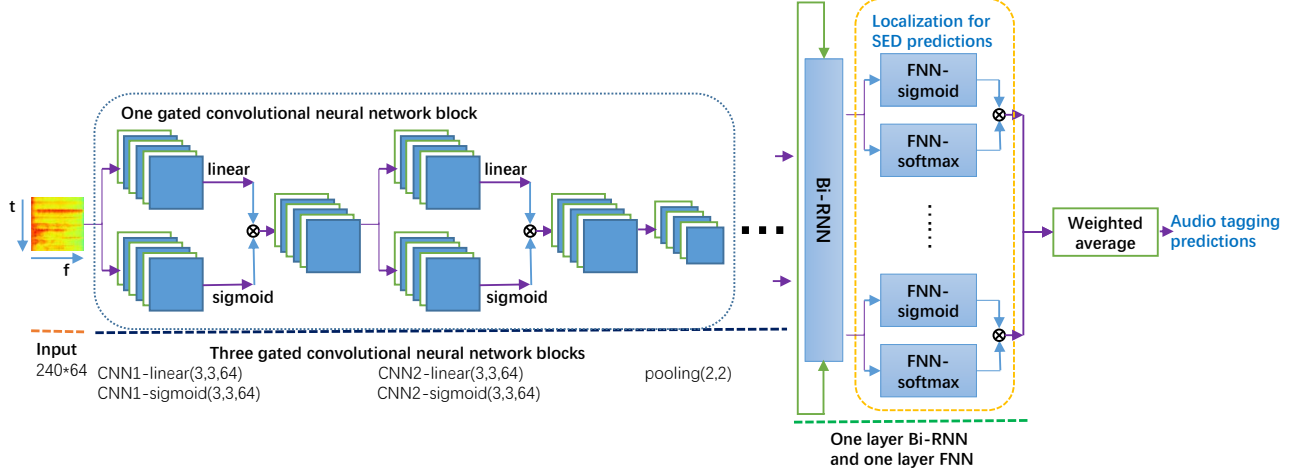 One gated convolutional neural network block
linear
linear
t
f
sigmoid
sigmoid
Input
240*64
Three gated convolutional neural network blocks
CNN1-linear(3,3,64)
CNN1-sigmoid(3,3,64)
CNN2-linear(3,3,64)
CNN2-sigmoid(3,3,64)
pooling(2,2)
Bi-RNN
Localization for
SED predictions
FNN-
sigmoid
FNN-
softmax
FNN-
sigmoid
FNN-
softmax
One layer Bi-RNN
and one layer FNN
Weighted
average
Audio tagging
predictions